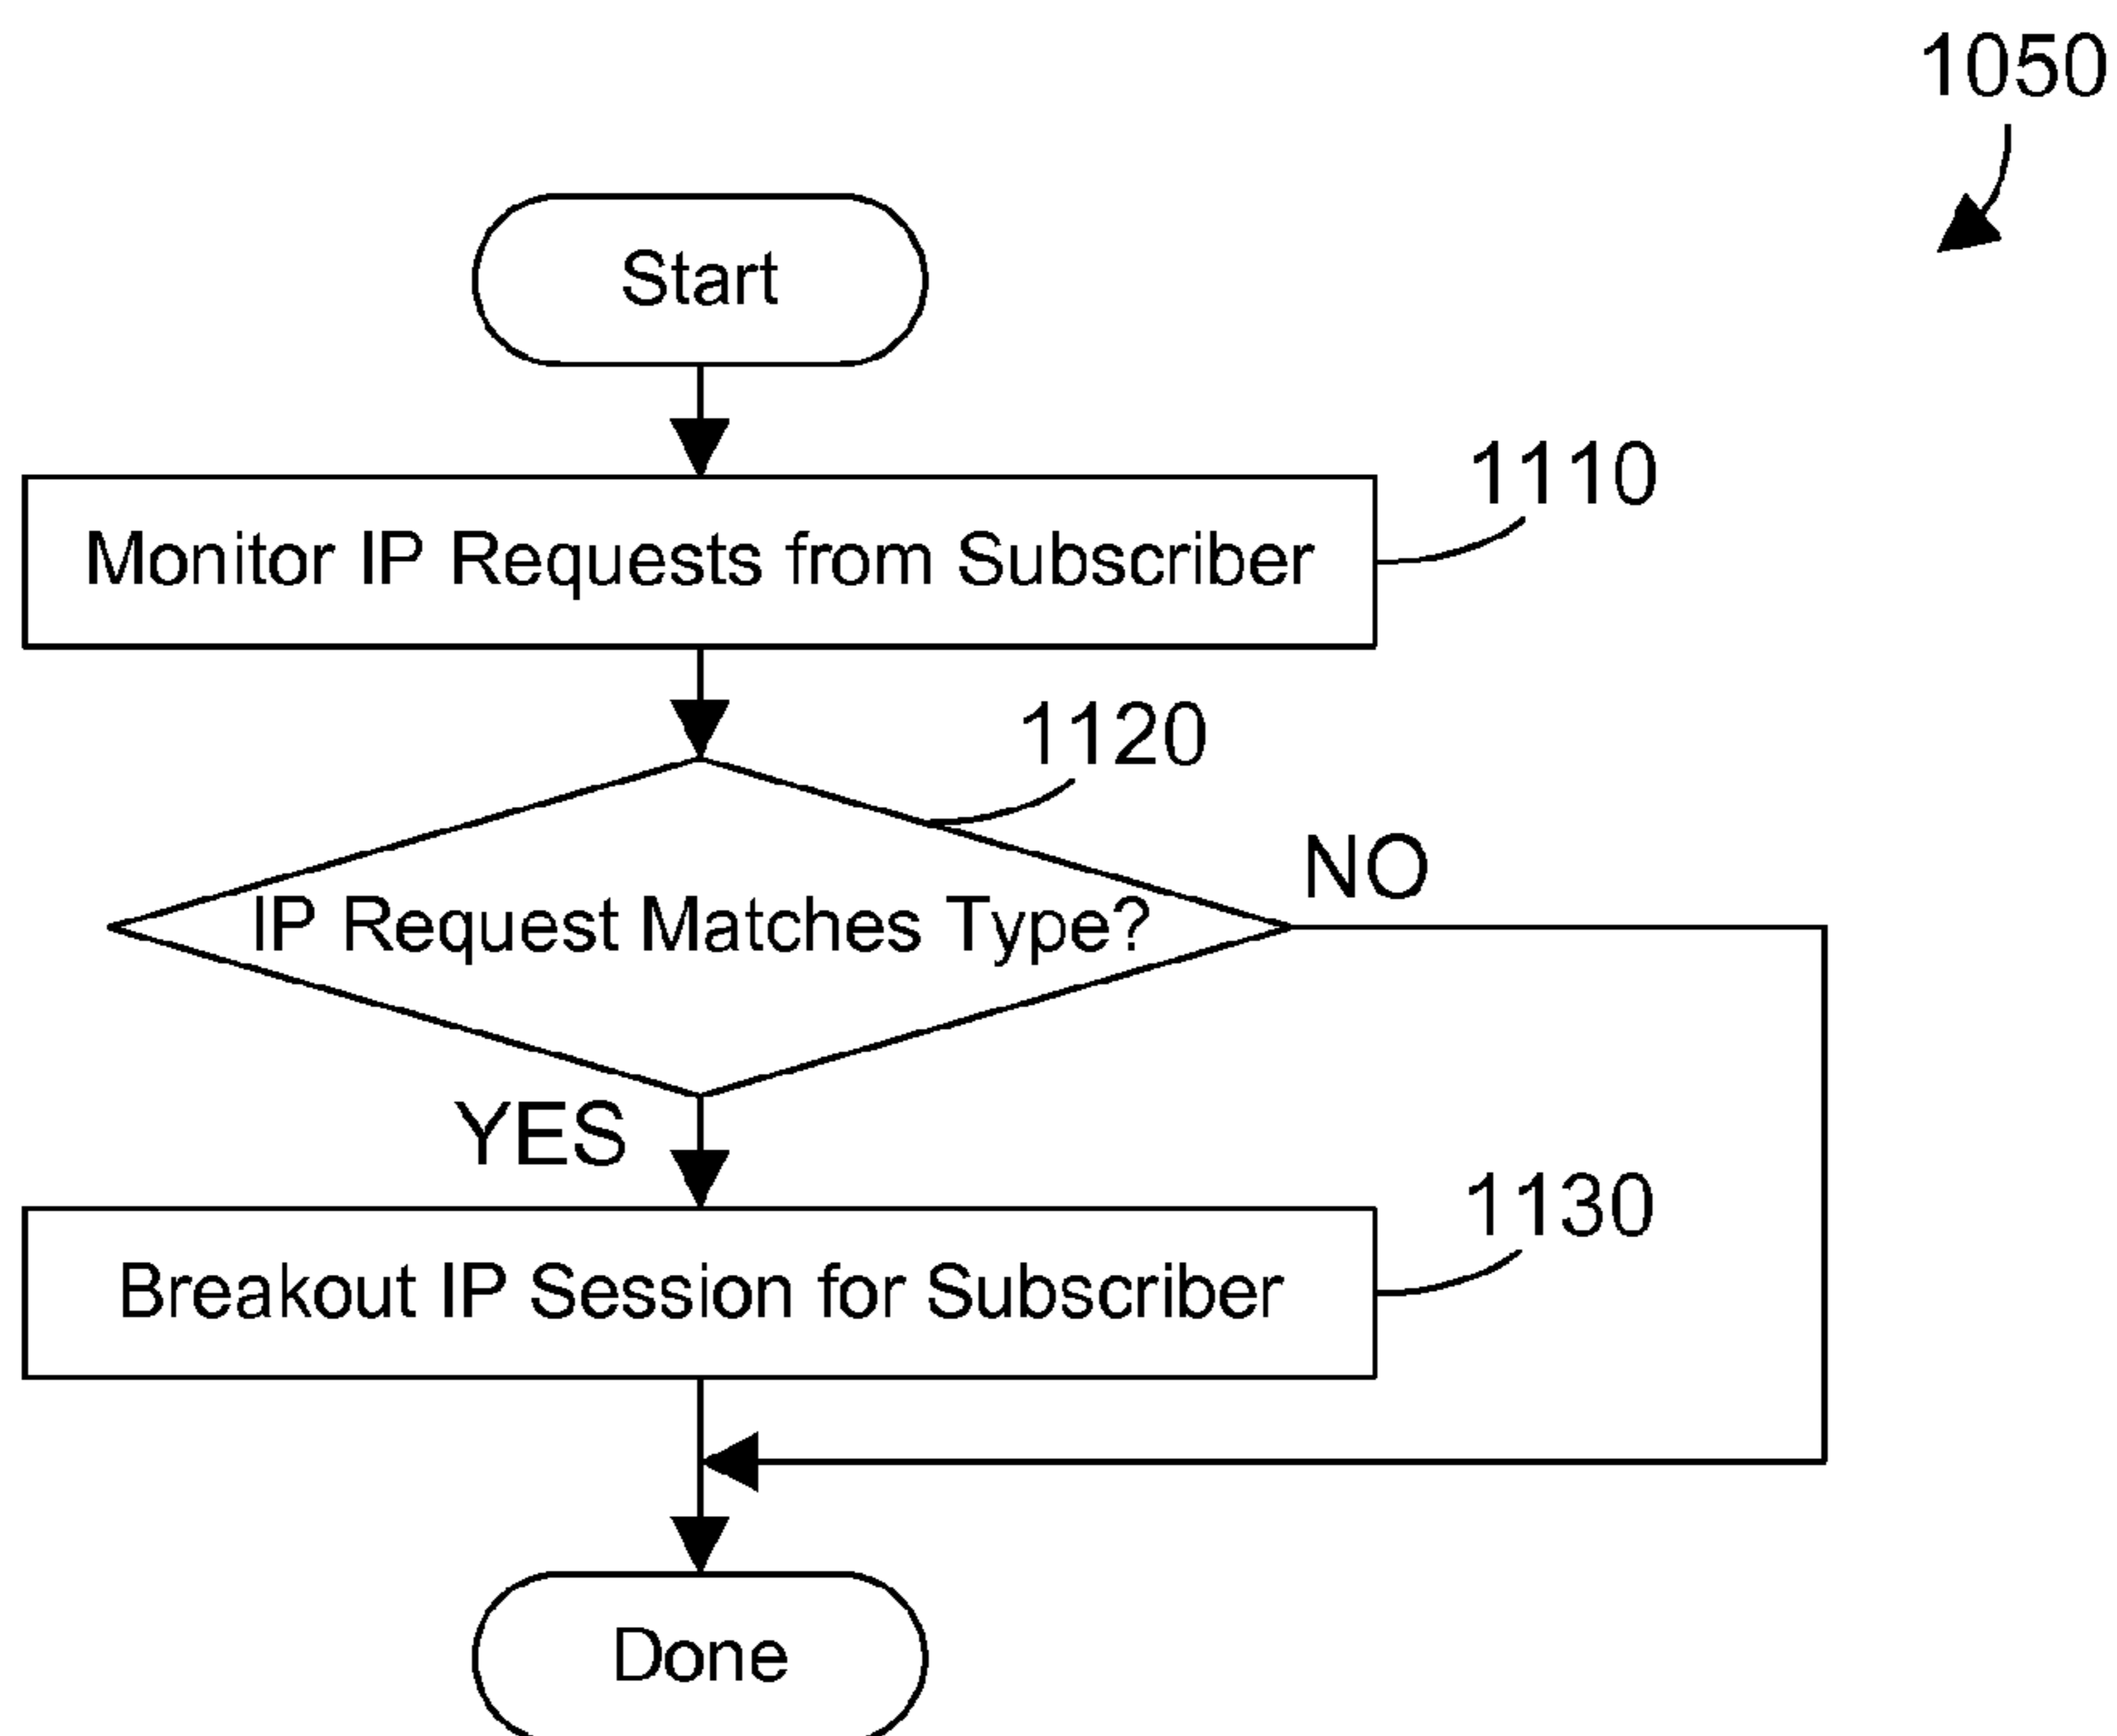 1050
Start
1110
Monitor IP Requests from Subscriber
1120
NO
IP Request Matches Type?
YES
1130
Breakout IP Session for Subscriber
Done